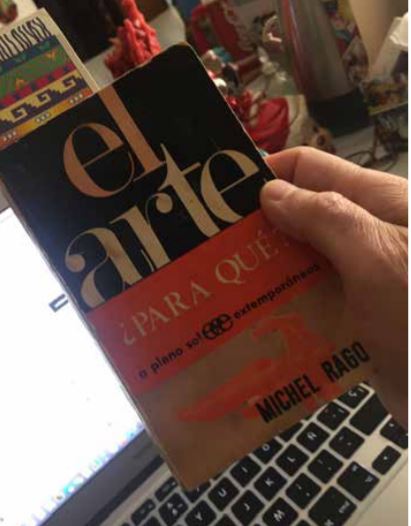 el
arte
¿PARA QUÉ?
a pleno sol extemporáneos
MICHEL RAGO